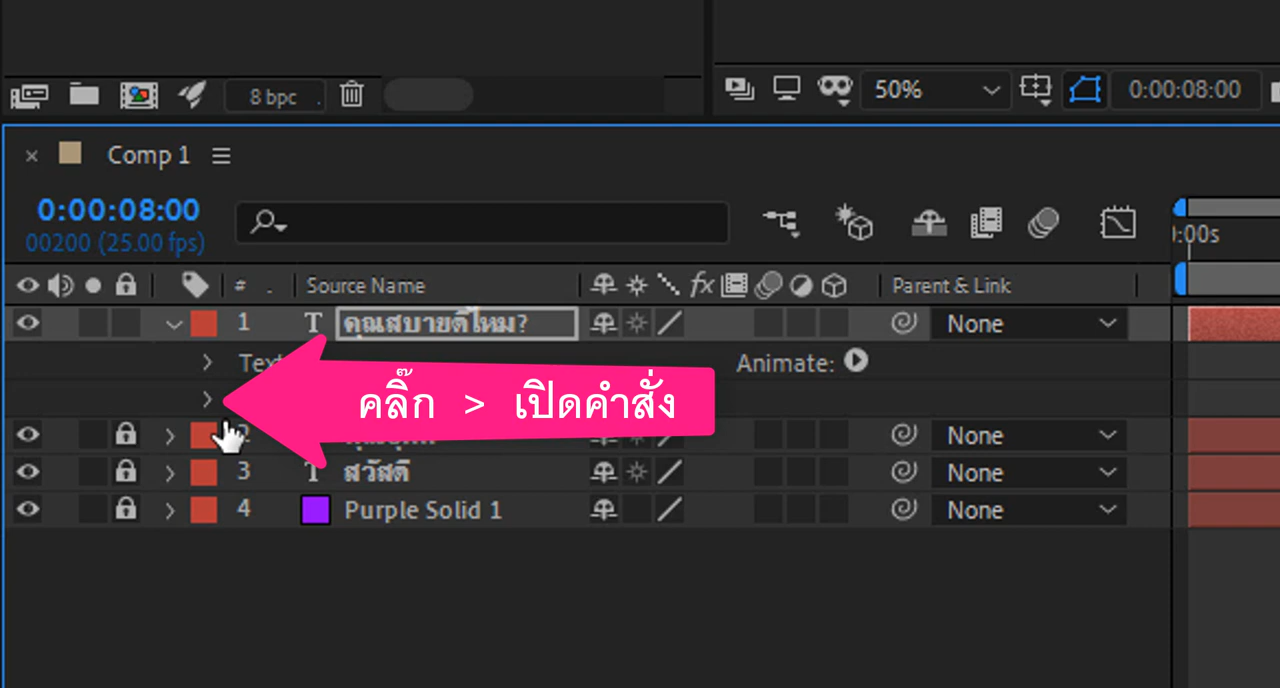 8 bpc
50%
0:00:08:00
Comp 1
0:00:08:00
00200 (25.00 fps)
:00s
# . Source Name fx Parent & Link
1 T คุณสบายดีไหม? None
Text Animate:
คลิ๊ก > เปิดคำสั่ง
2 None
3 T สวัสดี None
4 Purple Solid 1 None